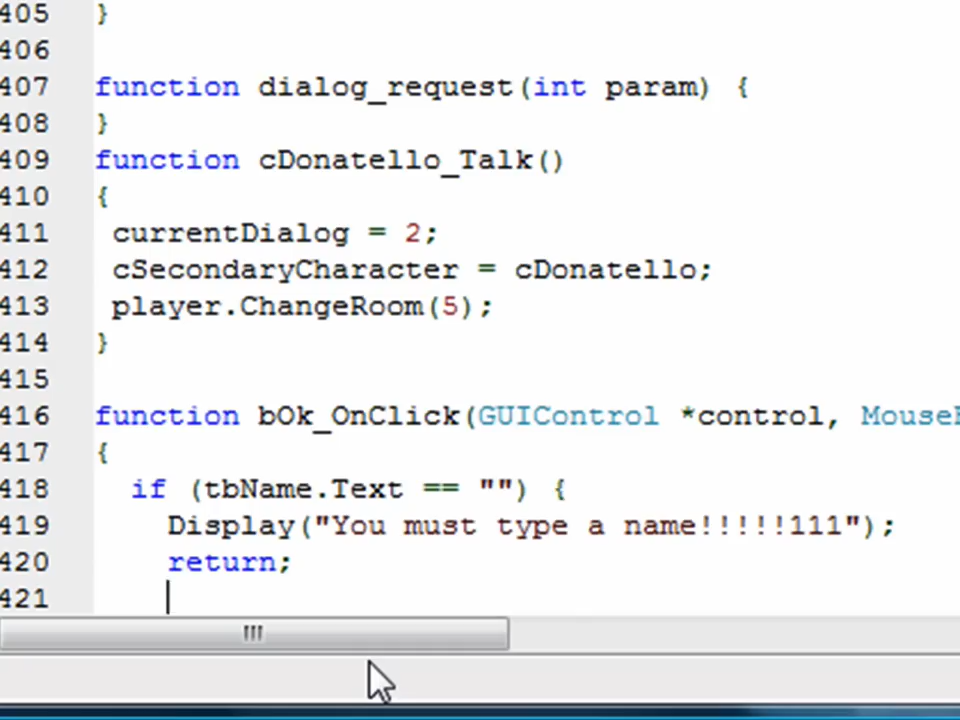 405 }
406
407 function dialog_request(int param) {
408 }
409 function cDonatello_Talk()
410 {
411 currentDialog = 2;
412 cSecondaryCharacter = cDonatello;
413 player.ChangeRoom(5);
414 }
415
416 function bOk_OnClick(GUIControl *control, Mouse
417 {
418 if (tbName.Text == "") {
419 Display("You must type a name!!!!!111");
420 return;
421